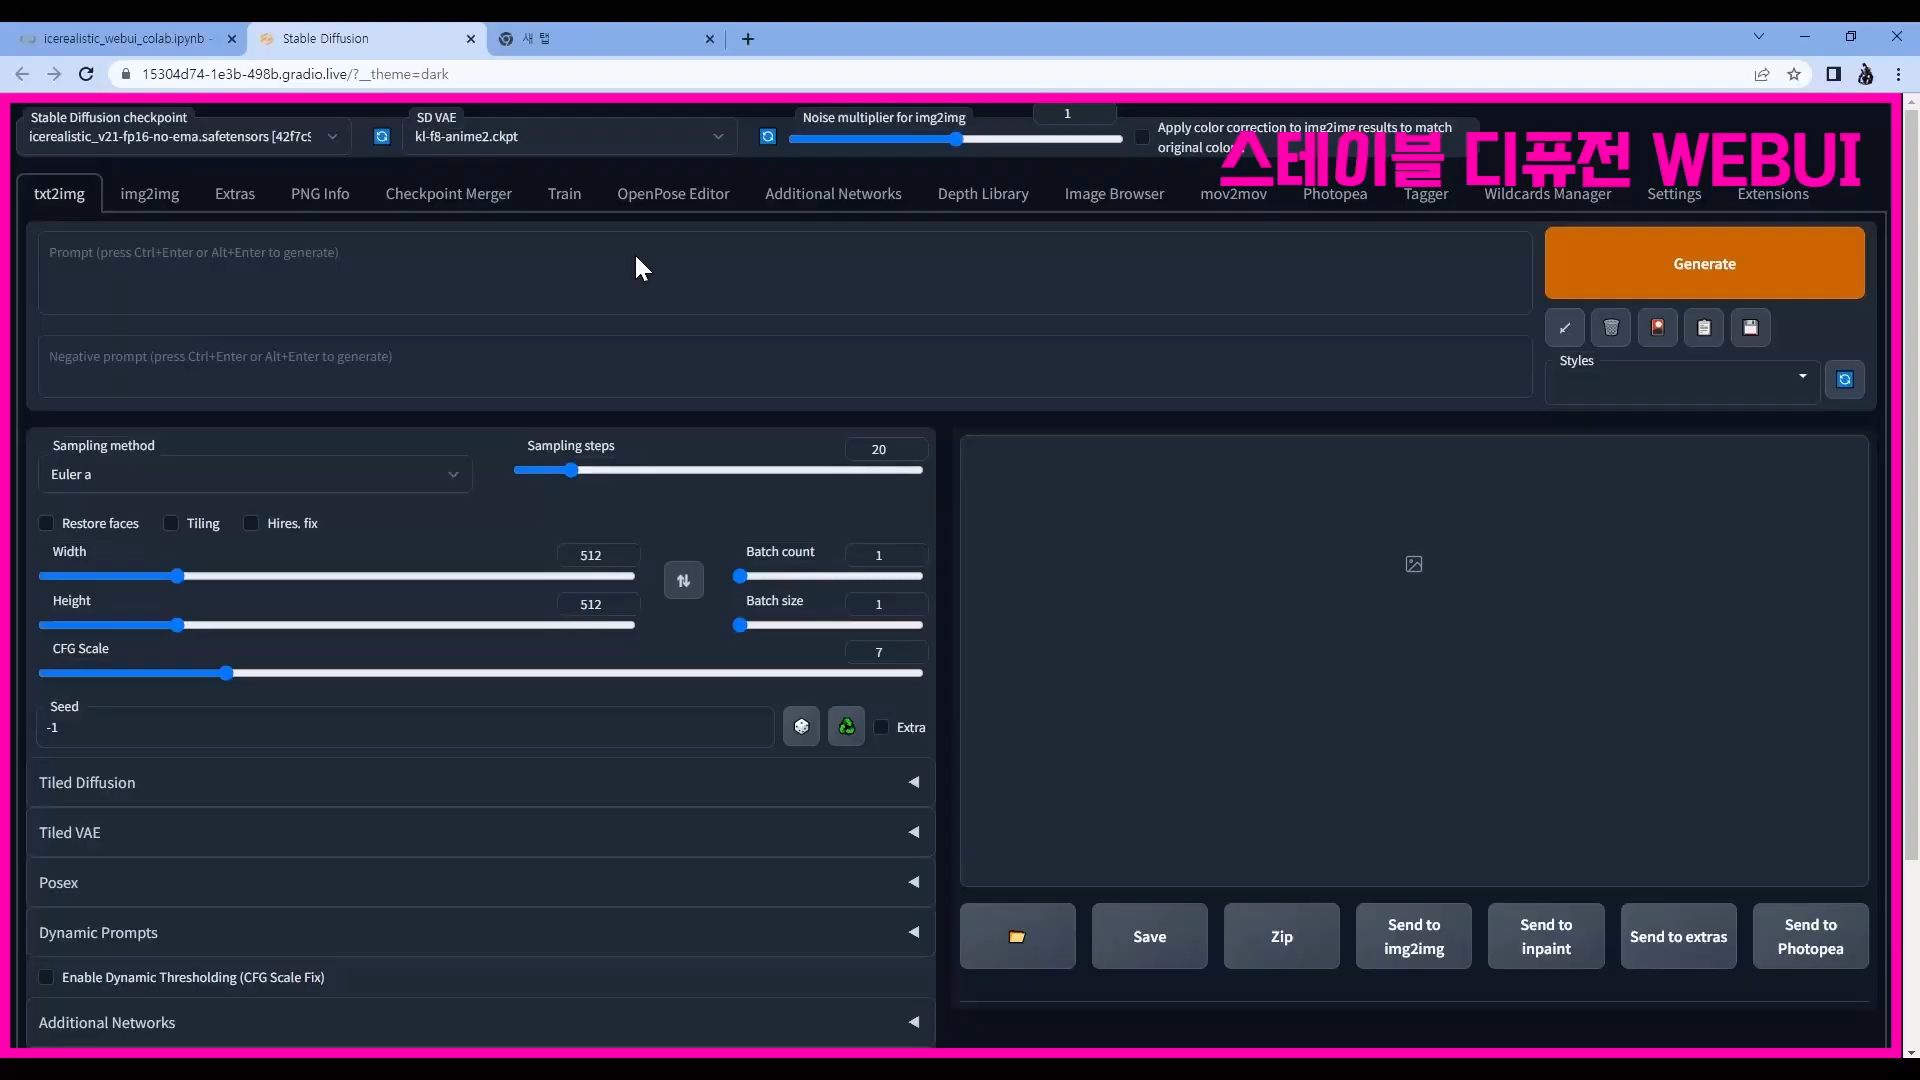 icerealistic_webui_colab.ipynb -
Stable Diffusion
새 탭
15304d74-1e3b-498b.gradio.live/?__theme=dark
Stable Diffusion checkpoint
icerealistic_v21-fp16-no-ema.safetensors [42f7c
SD VAE
kl-f8-anime2.ckpt
Noise multiplier for img2img
1
Apply color correction to img2img results to match
original colo
스테이블 디퓨전 WEBUI
txt2img
img2img
Extras
PNG Info
Checkpoint Merger
Train
OpenPose Editor
Additional Networks
Depth Library
Image Browser
mov2mov
Photopea
Tagger
Wildcards Manager
Settings
Extensions
Prompt (press Ctrl+Enter or Alt+Enter to generate)
Negative prompt (press Ctrl+Enter or Alt+Enter to generate)
Generate
Styles
Sampling method
Euler a
Sampling steps
20
Restore faces
Tiling
Hires. fix
Width
512
Batch count
1
Height
512
Batch size
1
CFG Scale
7
Seed
-1
Extra
Tiled Diffusion
Tiled VAE
Posex
Dynamic Prompts
Enable Dynamic Thresholding (CFG Scale Fix)
Additional Networks
Save
Zip
Send to
img2img
Send to
inpaint
Send to extras
Send to
Photopea